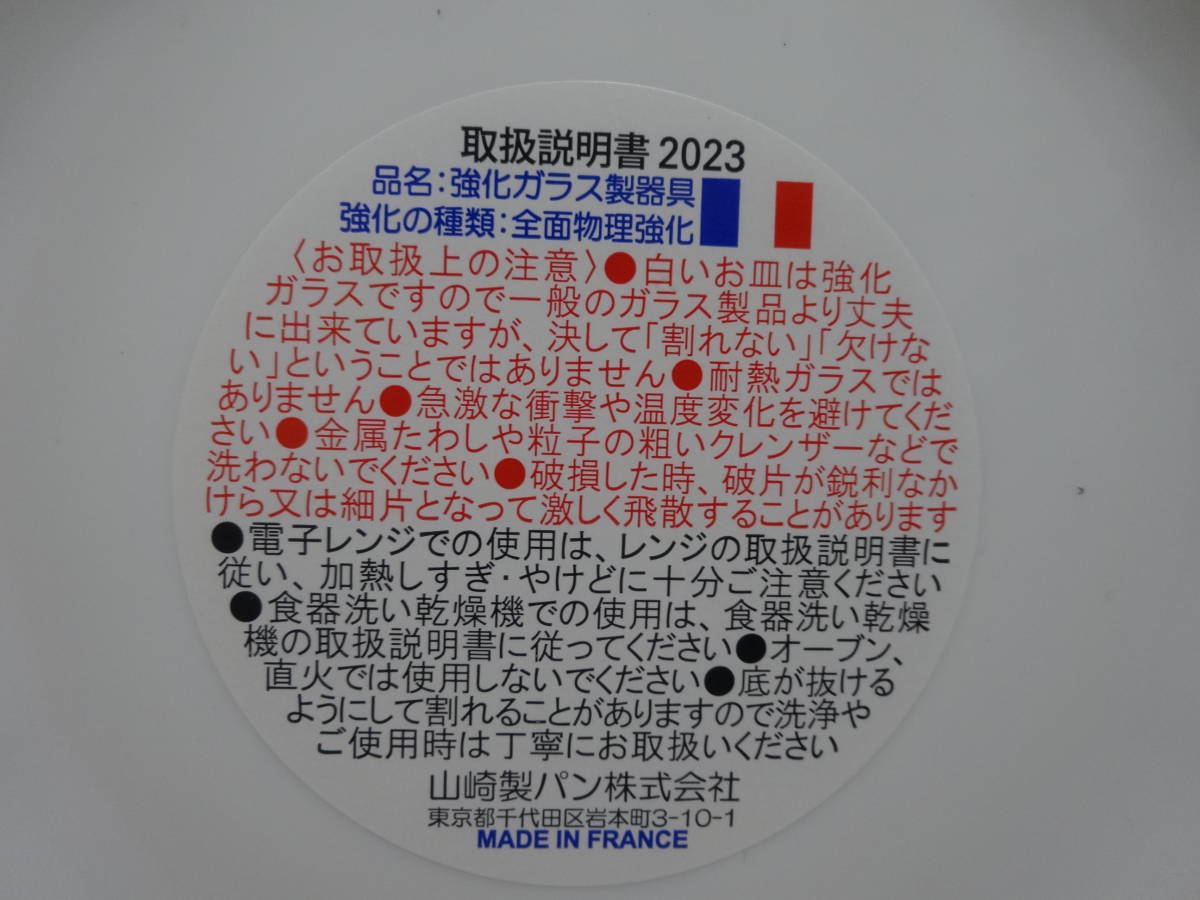 取扱説明書 2023
品名：強化ガラス製器具
強化の種類：全面物理強化
〈お取扱上の注意〉●白いお皿は強化
ガラスですので一般のガラス製品より丈夫
に出来ていますが、決して「割れない」「欠けな
い」ということではありません●耐熱ガラスでは
ありません●急激な衝撃や温度変化を避けてくだ
さい●金属たわしや粒子の粗いクレンザーなどで
洗わないでください●破損した時、破片が鋭利なか
けら又は細片となって激しく飛散することがあります
●電子レンジでの使用は、レンジの取扱説明書に
従い、加熱しすぎ・やけどに十分ご注意ください
●食器洗い乾燥機での使用は、食器洗い乾燥
機の取扱説明書に従ってください●オーブン、
直火では使用しないでください●底が抜ける
ようにして割れることがありますので洗浄や
ご使用時は丁寧にお取扱いください
山崎製パン株式会社
東京都千代田区岩本町3-10-1
MADE IN FRANCE